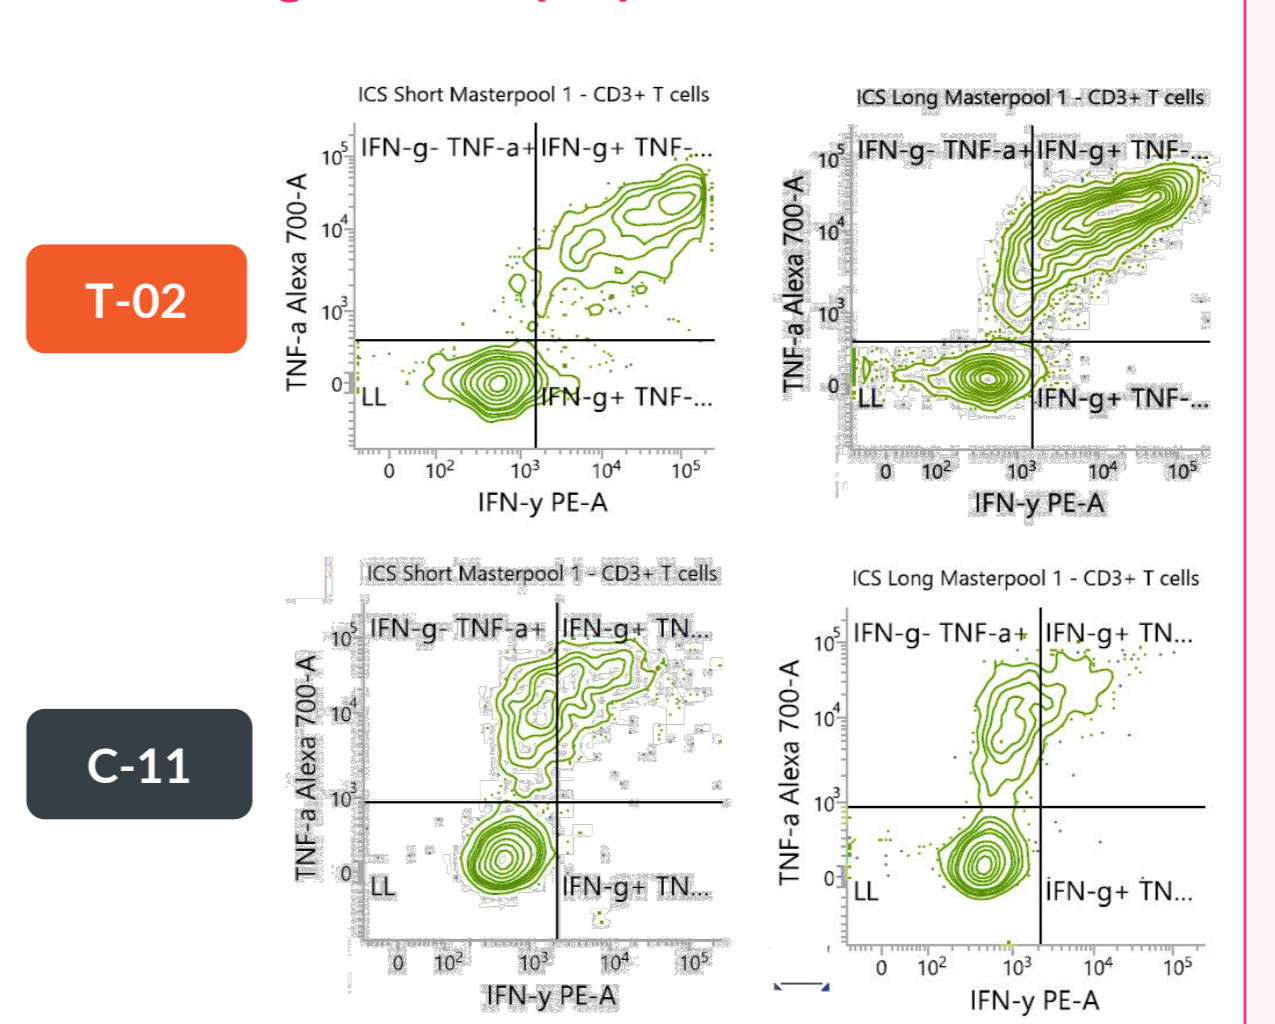 ICS Short Masterpool 1 - CD3+ T cells
IFN-g- TNF-a+ IFN-g+ TNF-...
10⁵
10⁴
10³
0
TNF-a Alexa 700-A
LL IFN-g+ TNF-...
0 10² 10³ 10⁴ 10⁵
IFN-y PE-A
ICS Long Masterpool 1 - CD3+ T cells
IFN-g- TNF-a+ IFN-g+ TNF-...
10⁵
10⁴
10³
0
TNF-a Alexa 700-A
LL IFN-g+ TNF-...
0 10² 10³ 10⁴ 10⁵
IFN-y PE-A
T-02
ICS Short Masterpool 1 - CD3+ T cells
IFN-g- TNF-a+ IFN-g+ TN...
10⁵
10⁴
10³
0
TNF-a Alexa 700-A
LL IFN-g+ TN...
0 10² 10³ 10⁴ 10⁵
IFN-y PE-A
ICS Long Masterpool 1 - CD3+ T cells
IFN-g- TNF-a+ IFN-g+ TN...
10⁵
10⁴
10³
0
TNF-a Alexa 700-A
LL IFN-g+ TN...
0 10² 10³ 10⁴ 10⁵
IFN-y PE-A
C-11